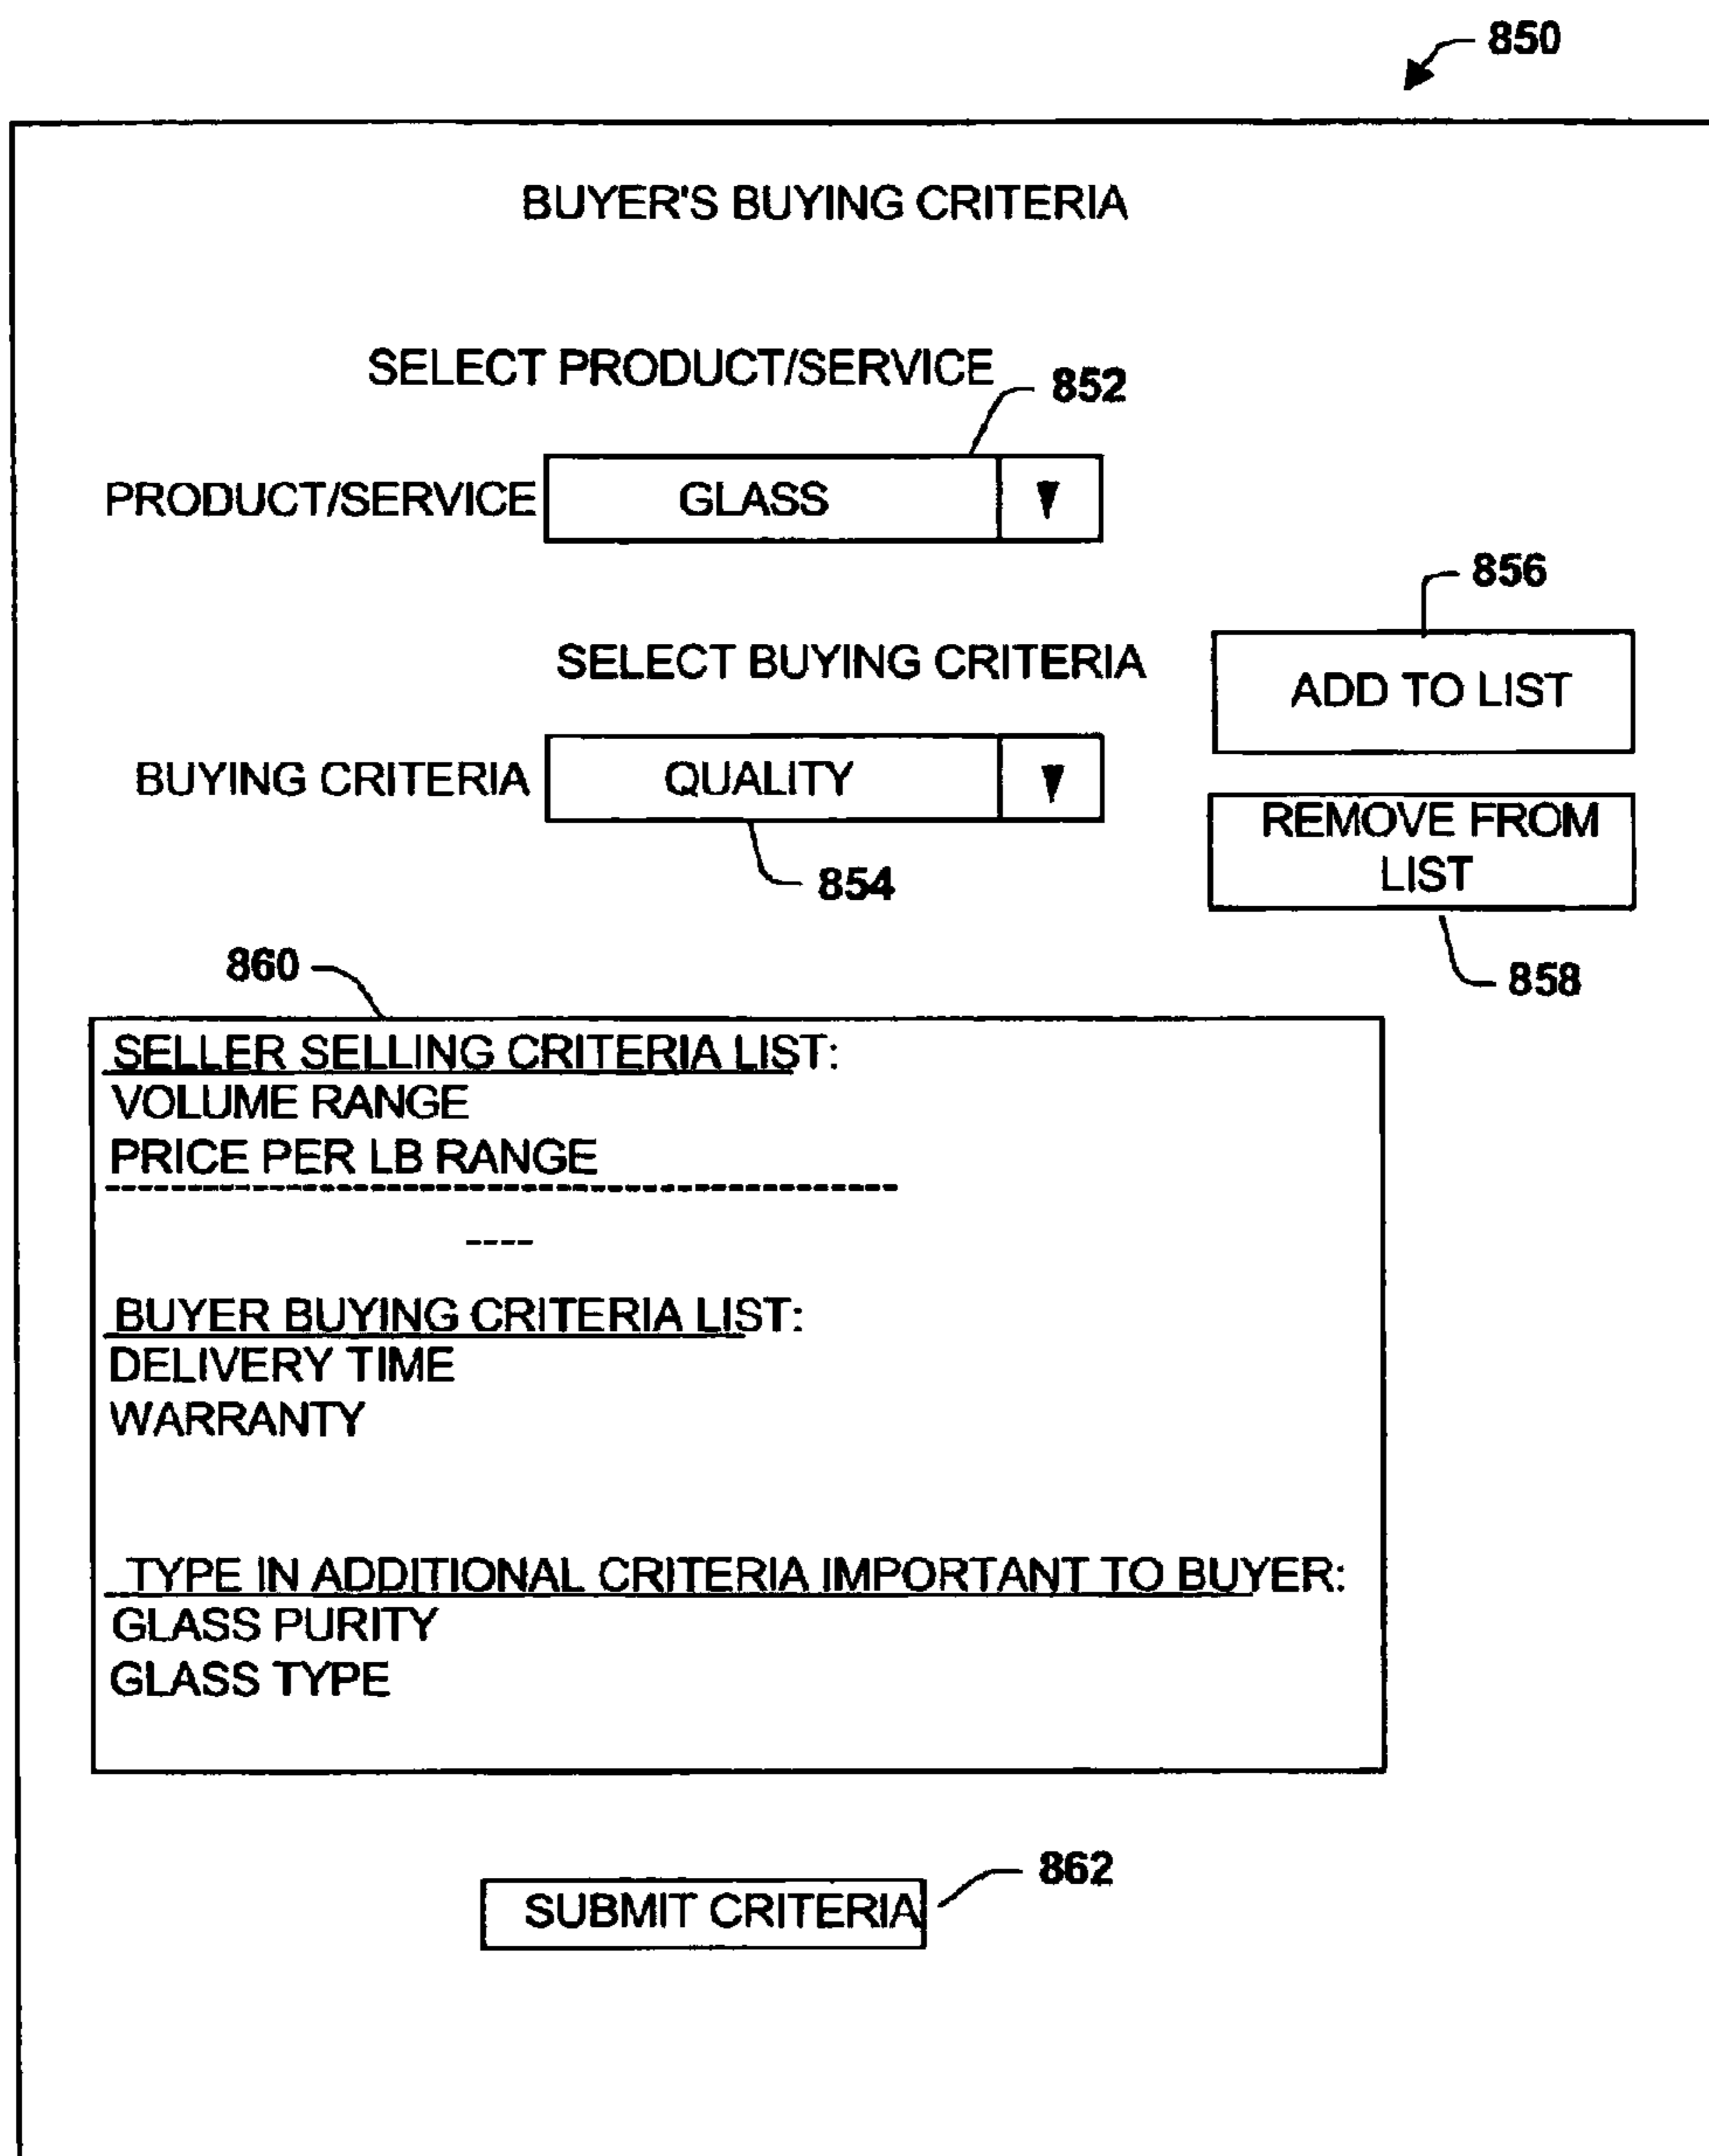 850
BUYER'S BUYING CRITERIA
SELECT PRODUCT/SERVICE
852
PRODUCT/SERVICE GLASS
856
SELECT BUYING CRITERIA
ADD TO LIST
BUYING CRITERIA QUALITY
REMOVE FROM
LIST
854
858
860
SELLER SELLING CRITERIA LIST:
VOLUME RANGE
PRICE PER LB RANGE
--------------------------------------------------
----
BUYER BUYING CRITERIA LIST:
DELIVERY TIME
WARRANTY
TYPE IN ADDITIONAL CRITERIA IMPORTANT TO BUYER:
GLASS PURITY
GLASS TYPE
862
SUBMIT CRITERIA